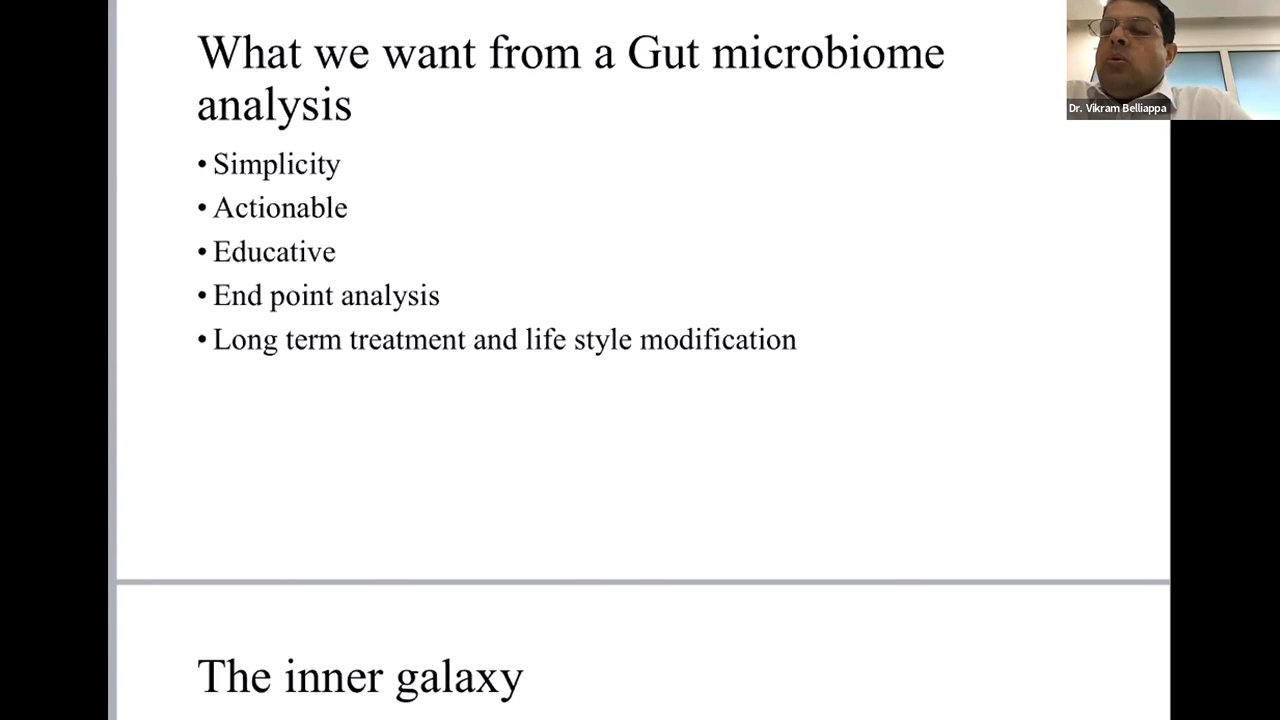 What we want from a Gut microbiome
analysis
• Simplicity
• Actionable
• Educative
• End point analysis
• Long term treatment and life style modification
The inner galaxy
Dr. Vikram Belliappa